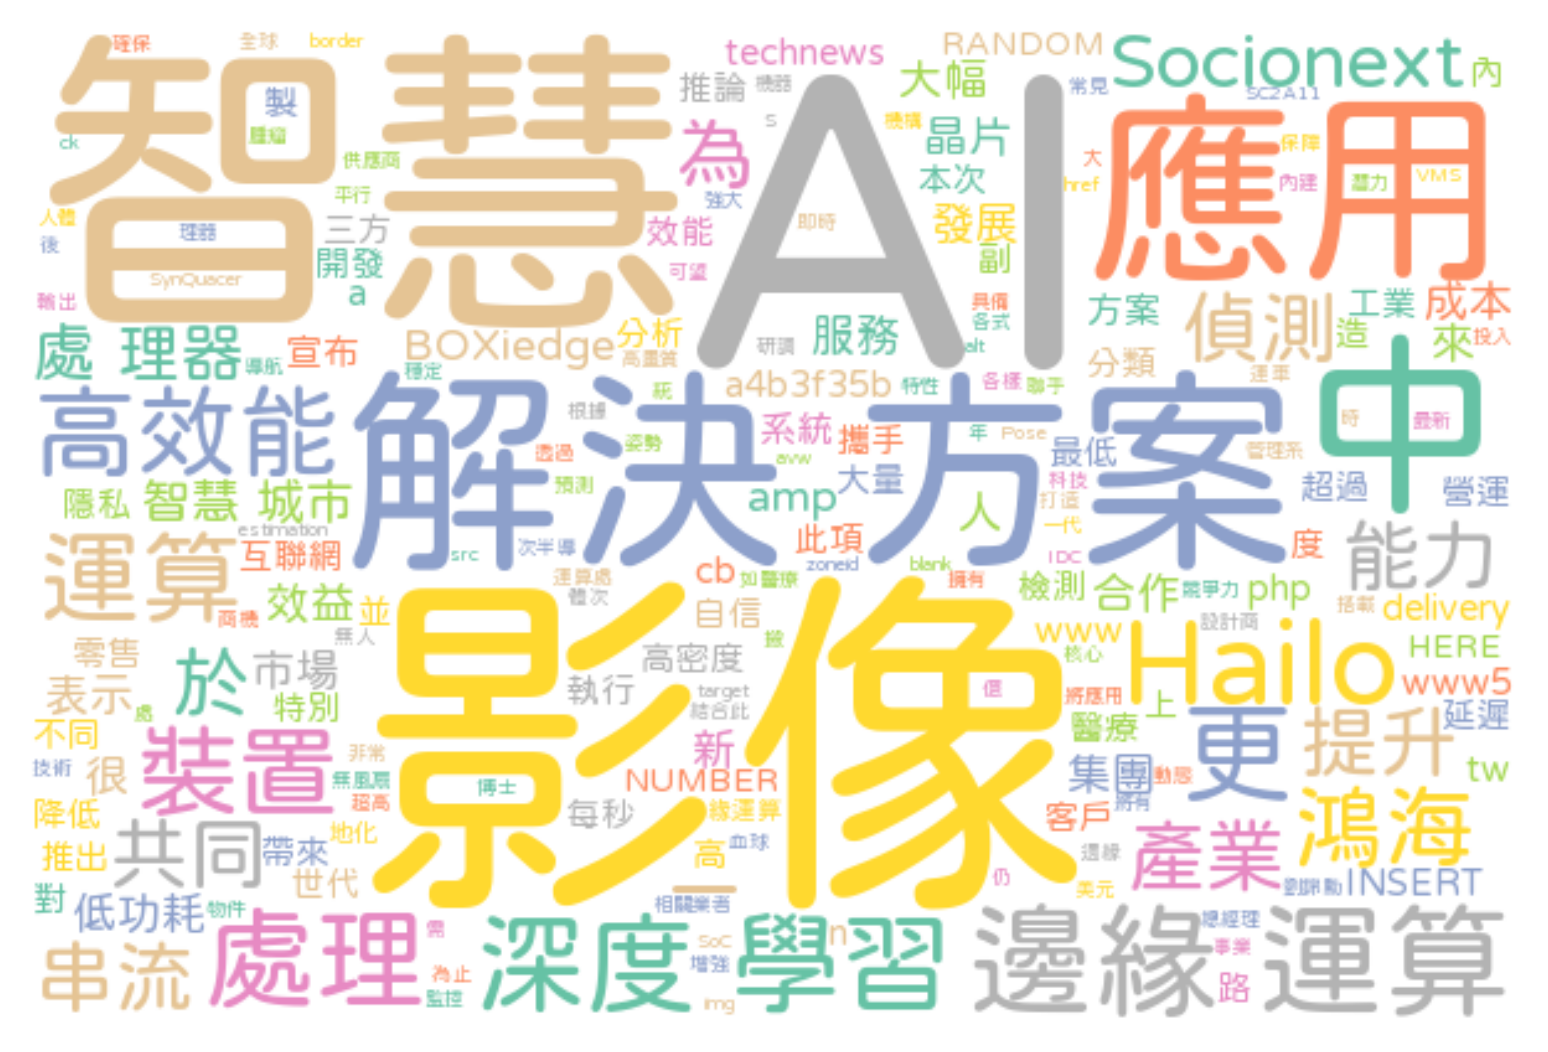 確保 全球 border
智慧 AI 應用
technews RANDOM Socionext 內
推論 機器 大幅 常見 SC2A11
製 腫瘤 ck 供應商 為 S 機構 晶片 大 保障
平行 強大 本次 href 內建 潛力 VMS
人體 後 理器 三方 效能 即時 發展
SynQuacer 開發 可望 副
輸出 a 具備 各式 方案 偵測 工業 成本
處 理器 導航 宣布 BOXiedge 分析 高畫質 研調 服務 alt 分類 造 來 投入
穩定 統 a4b3f35b 特性 各樣 聯手 運車
高效能 解決方案 中
根據 系統 攜手 年 Pose 時 最新
透過 姿勢 avw 最低 管理系
隱私 智慧 城市 預測 amp 大量 人 科技 打造 超過 營運
estimation 一代
運算 互聯網 src 次半導 此項 zoneid blank IDC 度 能力
運算處 體次 cb 如醫療 擁有 檢測 合作 競爭力 php 搭載 delivery
效益 並 商機 無人 影像 自信 www 設計商 Hailo HERE
零售 於 市場 高密度 核心
表示 處 特別 執行 target 結合此 億 將應用 上 www5
不同 醫療 更 提升 延遲
技術 很 裝置 非常 無風扇 博士 新 集團 動態 tw
降低 超高 NUMBER 將有
地化 每秒 緣運算 客戶 鴻海
推出 共同 帶來 高 血球 邊緣 產業
世代 仍 美元 INSERT
對 低功耗 物件 相關業者 總經理
串流 處理 需 深度 學習 n 邊緣運算
為止 監控 SoC 增強 img 事業 路